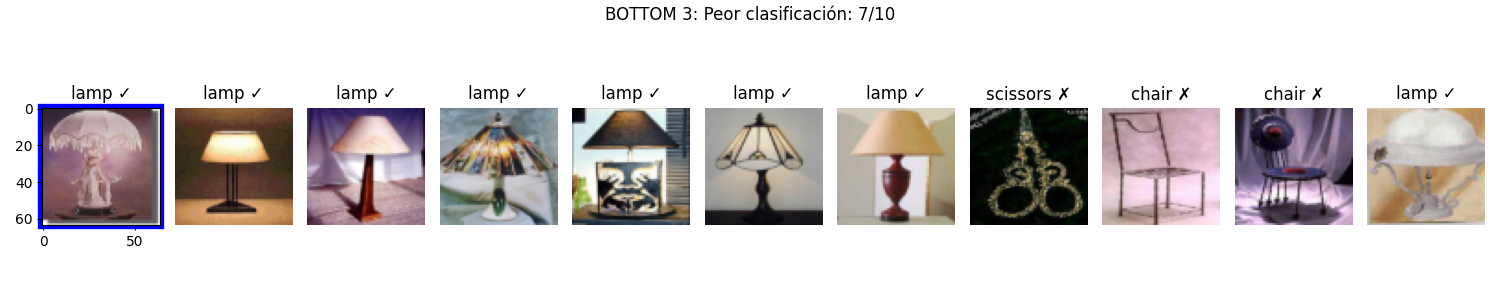 BOTTOM 3: Peor clasificación: 7/10
lamp ✓ lamp ✓ lamp ✓ lamp ✓ lamp ✓ lamp ✓ lamp ✓ scissors ✗ chair ✗ chair ✗ lamp ✓
0
20
40
60
0 50